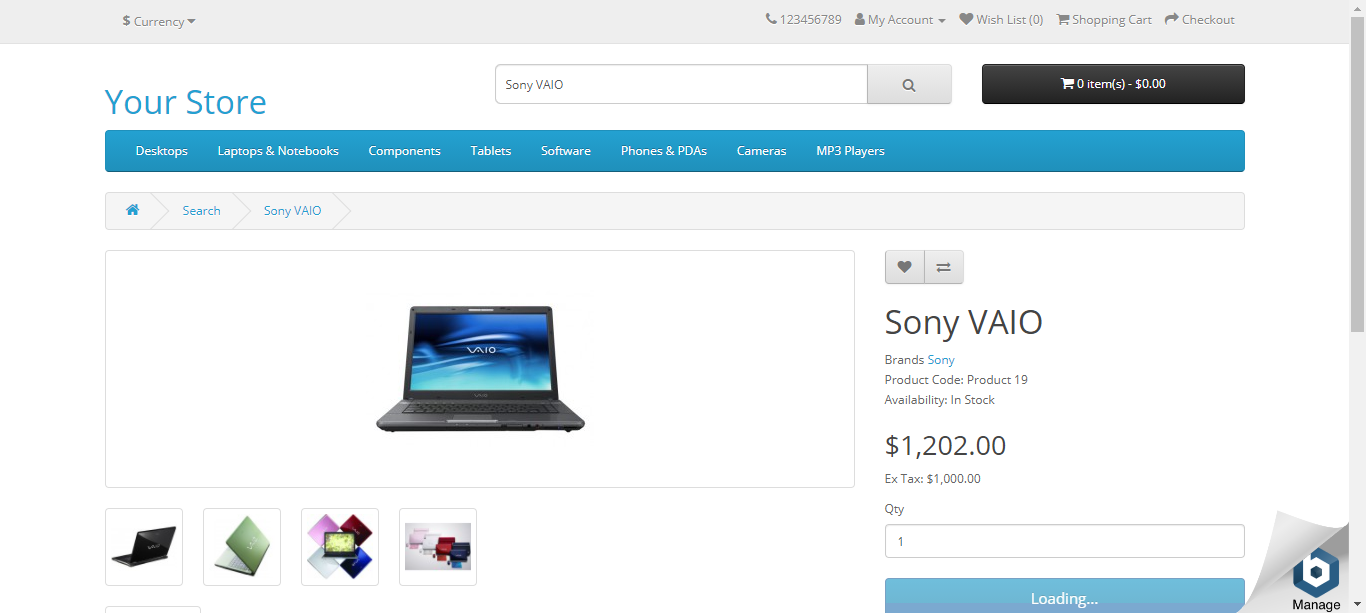 $ Currency
123456789 My Account Wish List (0) Shopping Cart Checkout
Your Store
Sony VAIO
0 item(s) - $0.00
Desktops Laptops & Notebooks Components Tablets Software Phones & PDAs Cameras MP3 Players
Search Sony VAIO
VAIO
Sony VAIO
Brands Sony
Product Code: Product 19
Availability: In Stock
$1,202.00
Ex Tax: $1,000.00
Qty
1
Loading...
Manage